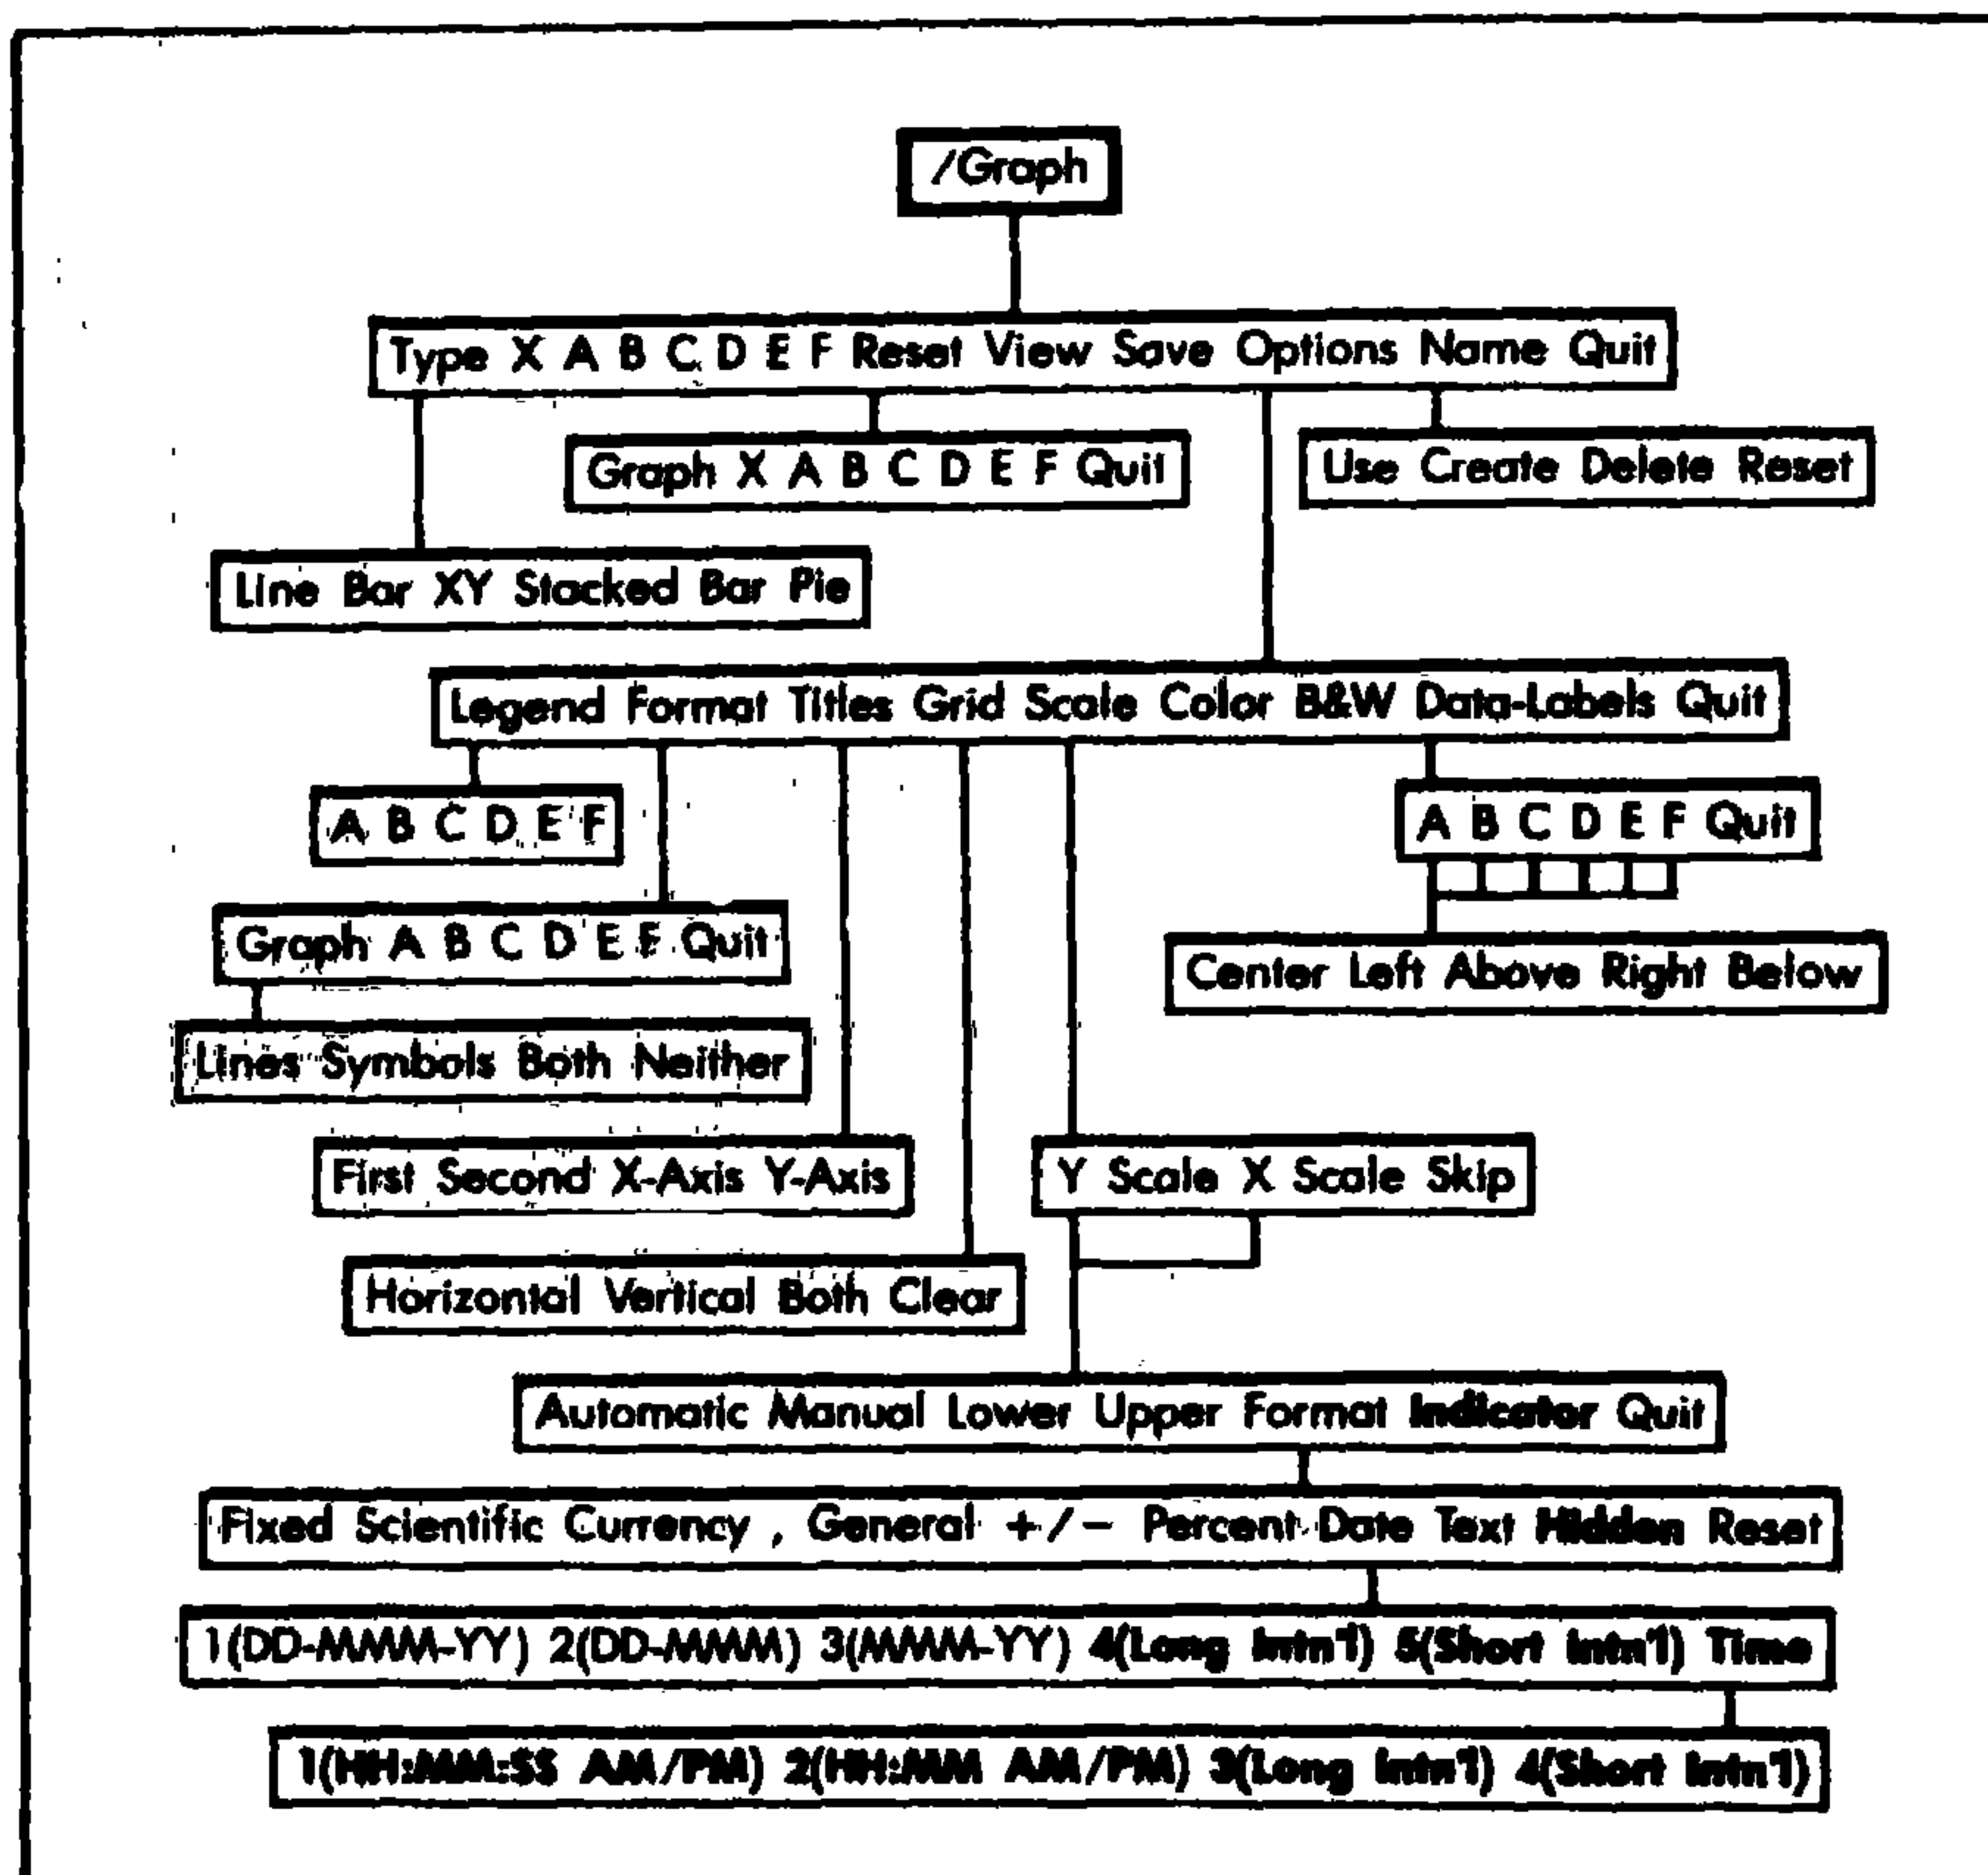 /Graph
Type X A B C D E F Reset View Save Options Name Quit
Graph X A B C D E F Quit
Use Create Delete Reset
Line Bar XY Stacked Bar Pie
Legend Format Titles Grid Scale Color B&W Data-Labels Quit
A B C D E F
A B C D E F Quit
Graph A B C D E F Quit
Center Left Above Right Below
Lines Symbols Both Neither
First Second X-Axis Y-Axis
Y Scale X Scale Skip
Horizontal Vertical Both Clear
Automatic Manual Lower Upper Format Indicator Quit
Fixed Scientific Currency , General +/− Percent Date Text Hidden Reset
1(DD-MMM-YY) 2(DD-MMM) 3(MMM-YY) 4(Long Intn'l) 5(Short Intn'l) Time
1(HH:MM:SS AM/PM) 2(HH:MM AM/PM) 3(Long Intn'l) 4(Short Intn'l)